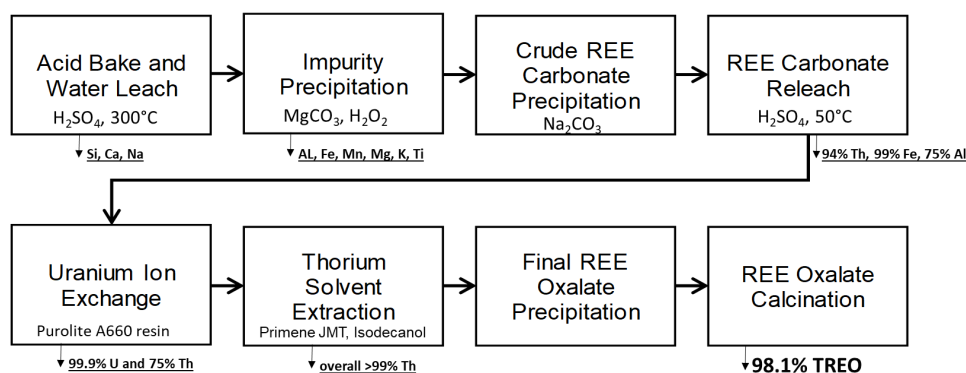 Acid Bake and
Water Leach
H₂SO₄, 300°C
Si, Ca, Na
Impurity
Precipitation
MgCO₃, H₂O₂
AL, Fe, Mn, Mg, K, Ti
Crude REE
Carbonate
Precipitation
Na₂CO₃
REE Carbonate
Releach
H₂SO₄, 50°C
94% Th, 99% Fe, 75% Al
Uranium Ion
Exchange
Purolite A660 resin
99.9% U and 75% Th
Thorium
Solvent
Extraction
Primene JMT, Isodecanol
overall >99% Th
Final REE
Oxalate
Precipitation
REE Oxalate
Calcination
98.1% TREO